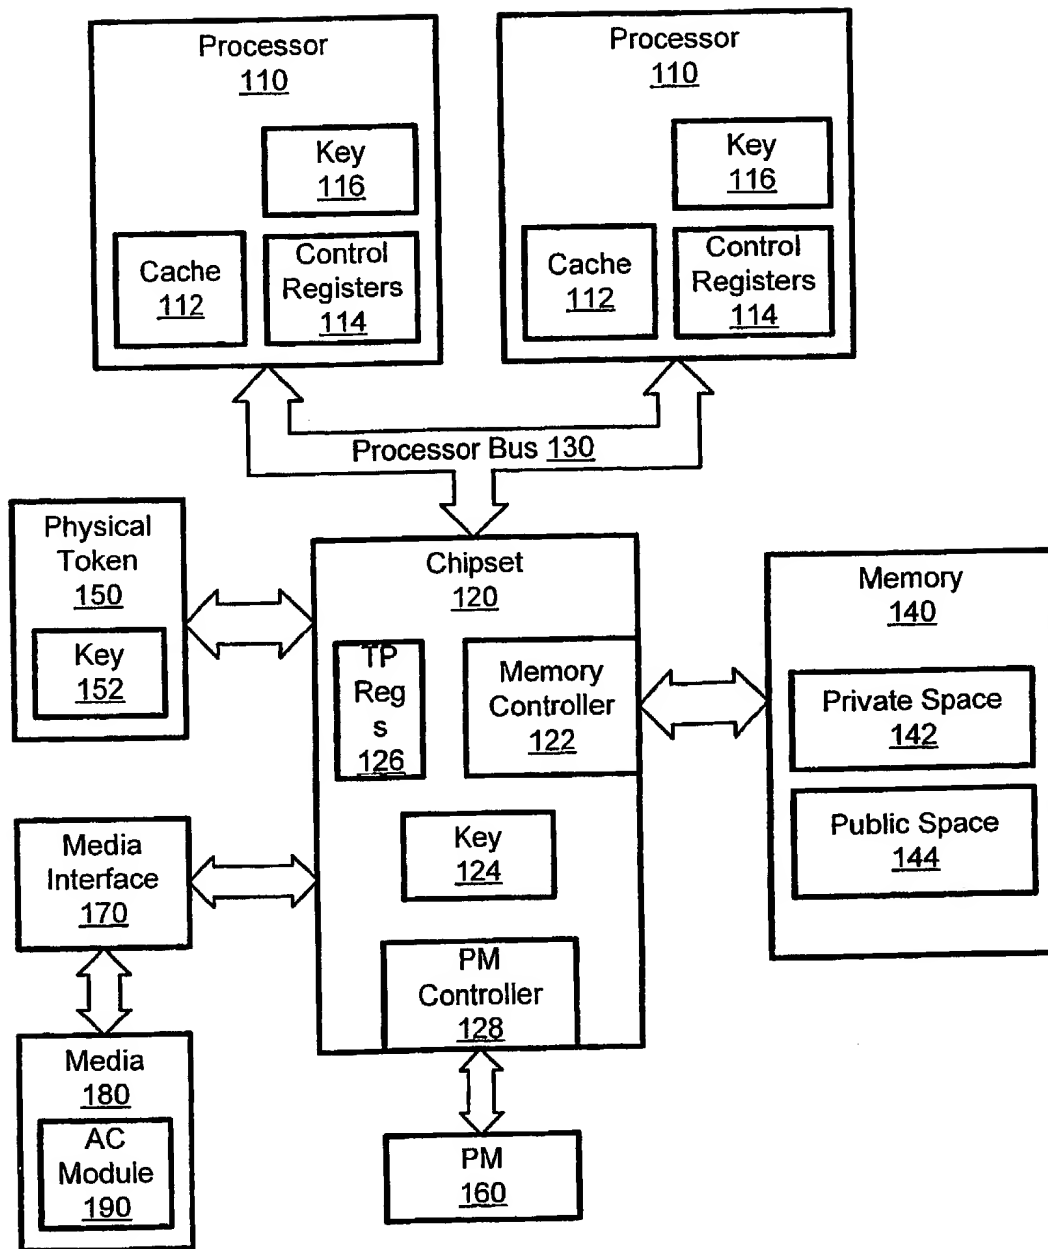 Processor
110
Key
116
Cache
112
Control
Registers
114
Processor
110
Key
116
Cache
112
Control
Registers
114
Processor Bus 130
Physical
Token
150
Key
152
Chipset
120
TP
Reg
s
126
Memory
Controller
122
Key
124
PM
Controller
128
Memory
140
Private Space
142
Public Space
144
Media
Interface
170
Media
180
AC
Module
190
PM
160